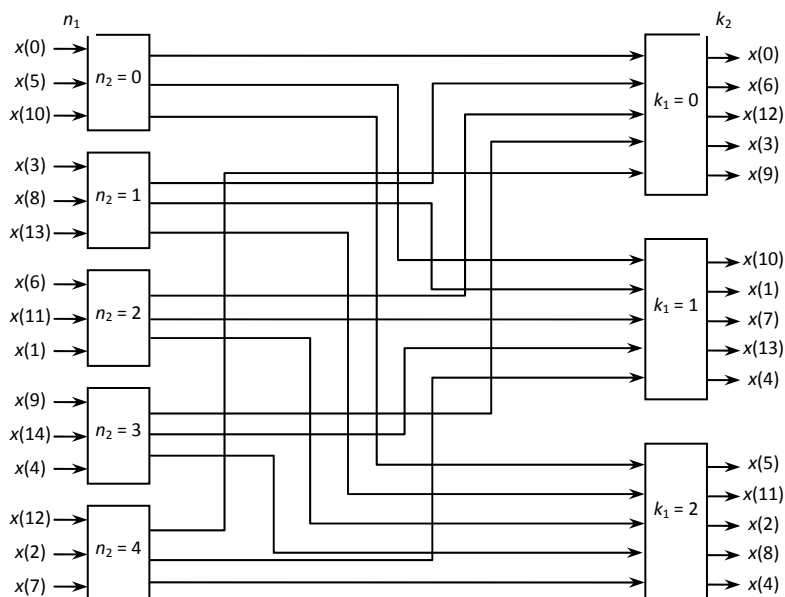 n₁
k₂
x(0)
x(5)
x(10)
n₂ = 0
x(3)
x(8)
x(13)
n₂ = 1
x(6)
x(11)
x(1)
n₂ = 2
x(9)
x(14)
x(4)
n₂ = 3
x(12)
x(2)
x(7)
n₂ = 4
k₁ = 0
x(0)
x(6)
x(12)
x(3)
x(9)
k₁ = 1
x(10)
x(1)
x(7)
x(13)
x(4)
k₁ = 2
x(5)
x(11)
x(2)
x(8)
x(4)